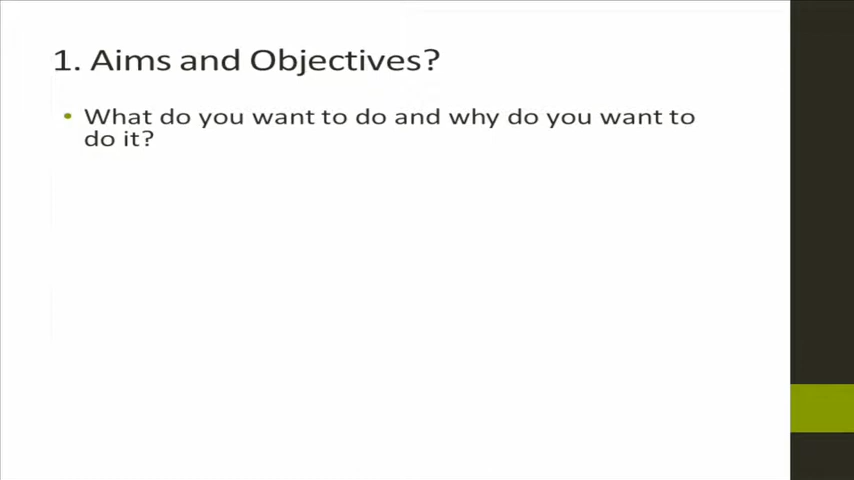 1. Aims and Objectives?
• What do you want to do and why do you want to
do it?